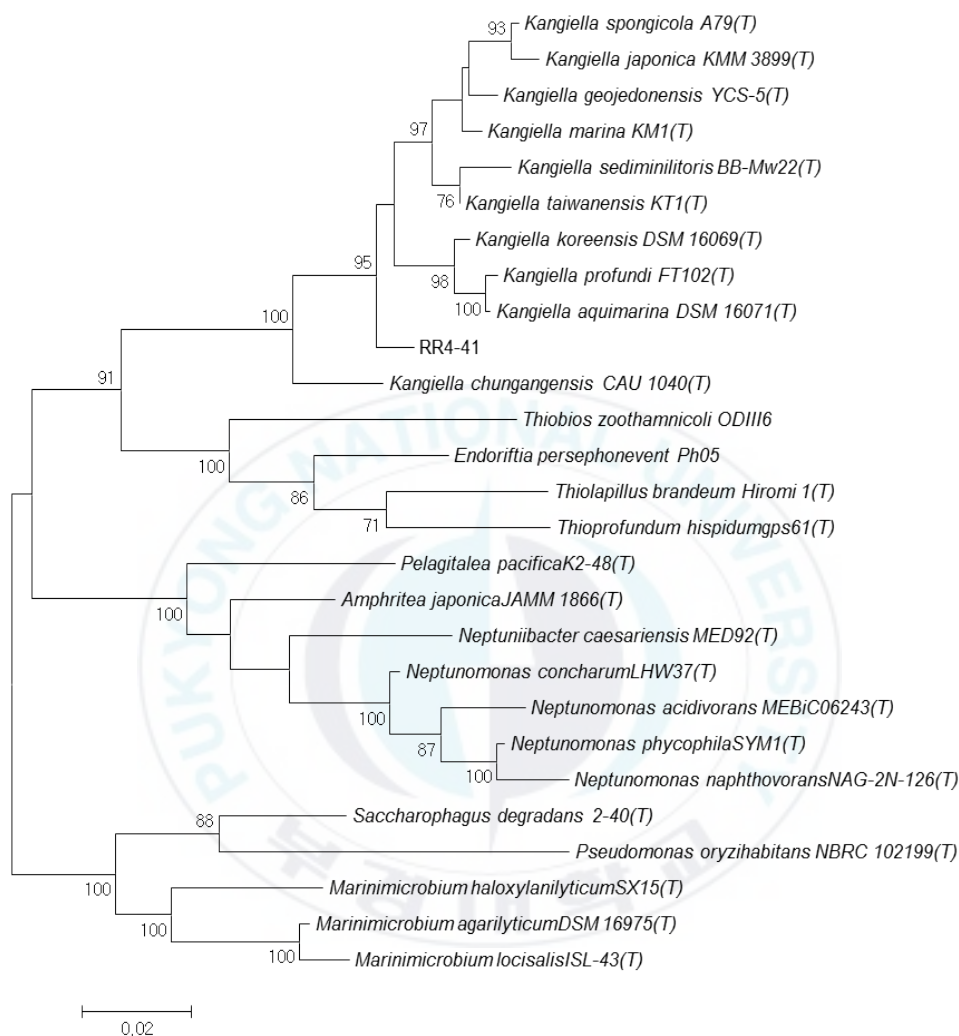 93
Kangiella spongicola A79(T)
Kangiella japonica KMM 3899(T)
Kangiella geojedonensis YCS-5(T)
97
Kangiella marina KM1(T)
Kangiella sediminilitoris BB-Mw22(T)
76
Kangiella taiwanensis KT1(T)
Kangiella koreensis DSM 16069(T)
95
98
Kangiella profundi FT102(T)
100
Kangiella aquimarina DSM 16071(T)
100
RR4-41
91
Kangiella chungangensis CAU 1040(T)
Thiobios zoothamnicoli ODIII6
100
Endoriftia persephonevent Ph05
86
Thiolapillus brandeum Hiromi 1(T)
71
Thioprofundum hispidumgps61(T)
Pelagitalea pacificaK2-48(T)
100
Amphritea japonicaJAMM 1866(T)
Neptuniibacter caesariensis MED92(T)
Neptunomonas concharumLHW37(T)
100
Neptunomonas acidivorans MEBiC06243(T)
87
Neptunomonas phycophilaSYM1(T)
100
Neptunomonas naphthovoransNAG-2N-126(T)
88
Saccharophagus degradans 2-40(T)
Pseudomonas oryzihabitans NBRC 102199(T)
100
Marinimicrobium haloxylanilyticumSX15(T)
100
Marinimicrobium agarilyticumDSM 16975(T)
100
Marinimicrobium locisalisISL-43(T)
0,02
PUKYONG NATIONAL UNIVERSITY